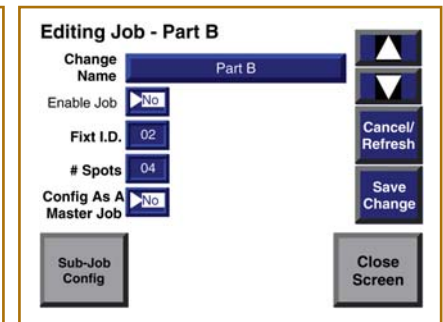 Editing Job - Part B
Change
Name
Part B
Enable Job
No
Fixt I.D.
02
# Spots
04
Config As A
Master Job
No
Cancel/
Refresh
Save
Change
Sub-Job
Config
Close
Screen